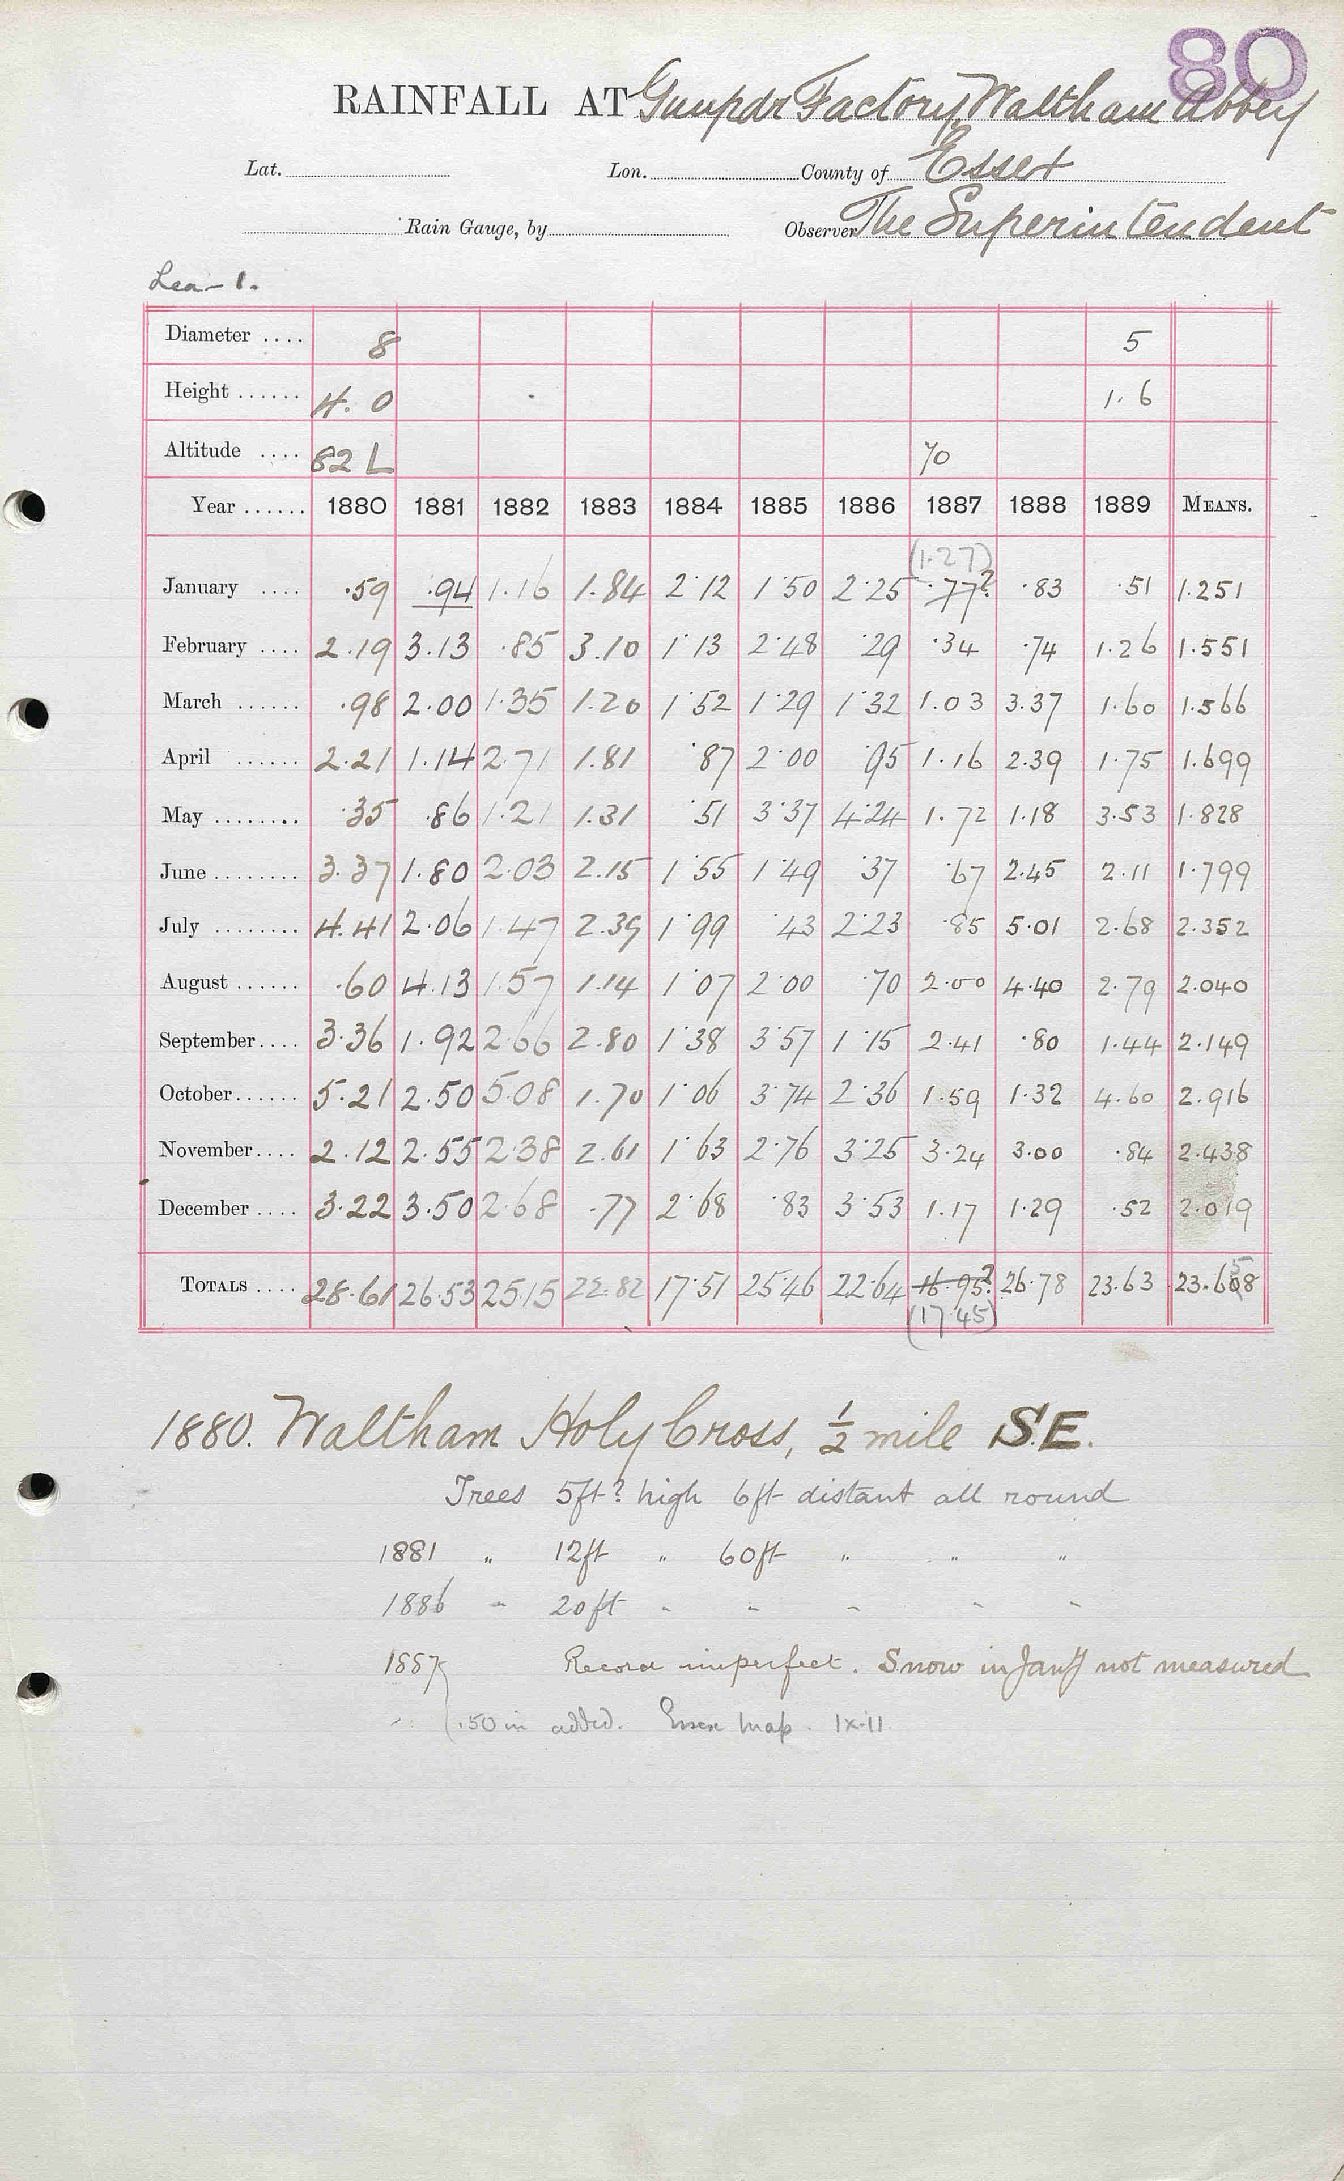 80
RAINFALL AT Gunpdr Factory, Waltham Abbey
Lat. Lon. County of Essex
Rain Gauge, by Observer The Superintendent
Lea - 1.
Diameter .... 8 5
Height ...... 4. 0 1. 6
Altitude .... 82 L 70
Year ...... 1880 1881 1882 1883 1884 1885 1886 1887 1888 1889 MEANS.
(1.27)
January .... .59 .94 1.16 1.84 2.12 1.50 2.25 .77? .83 .51 1.251
February .... 2.19 3.13 .85 3.10 1.13 2.48 .29 .34 .74 1.26 1.551
March ...... .98 2.00 1.35 1.20 1.52 1.29 1.32 1.03 3.37 1.60 1.566
April ...... 2.21 1.14 2.71 1.81 .87 2.00 .95 1.16 2.39 1.75 1.699
May ........ .35 .86 1.21 1.31 .51 3.37 4.24 1.72 1.18 3.53 1.828
June ........ 3.37 1.80 2.03 2.15 1.55 1.49 .37 .67 2.45 2.11 1.799
July ........ 4.41 2.06 1.47 2.39 1.99 .43 2.23 .85 5.01 2.68 2.352
August ...... .60 4.13 1.57 1.14 1.07 2.00 .70 2.00 4.40 2.79 2.040
September .... 3.36 1.92 2.66 2.80 1.38 3.57 1.15 2.41 .80 1.44 2.149
October ...... 5.21 2.50 5.08 1.70 1.06 3.74 2.36 1.59 1.32 4.60 2.916
November .... 2.12 2.55 2.38 2.61 1.63 2.76 3.25 3.24 3.00 .84 2.438
December .... 3.22 3.50 2.68 .77 2.68 .83 3.53 1.17 1.29 .52 2.019
TOTALS .... 28.61 26.53 25.15 22.82 17.51 25.46 22.64 16.95? 26.78 23.63 23.608
5
(17.45)
1880. Waltham Holy Cross, 1/2 mile S.E.
Trees 5ft? high 6ft distant all round
1881 " 12ft " 60ft " " "
1886 " 20ft " " " " "
1887 Record imperfect. Snow in Jany not measured
" .50 in added. Essex Map. IX.11.